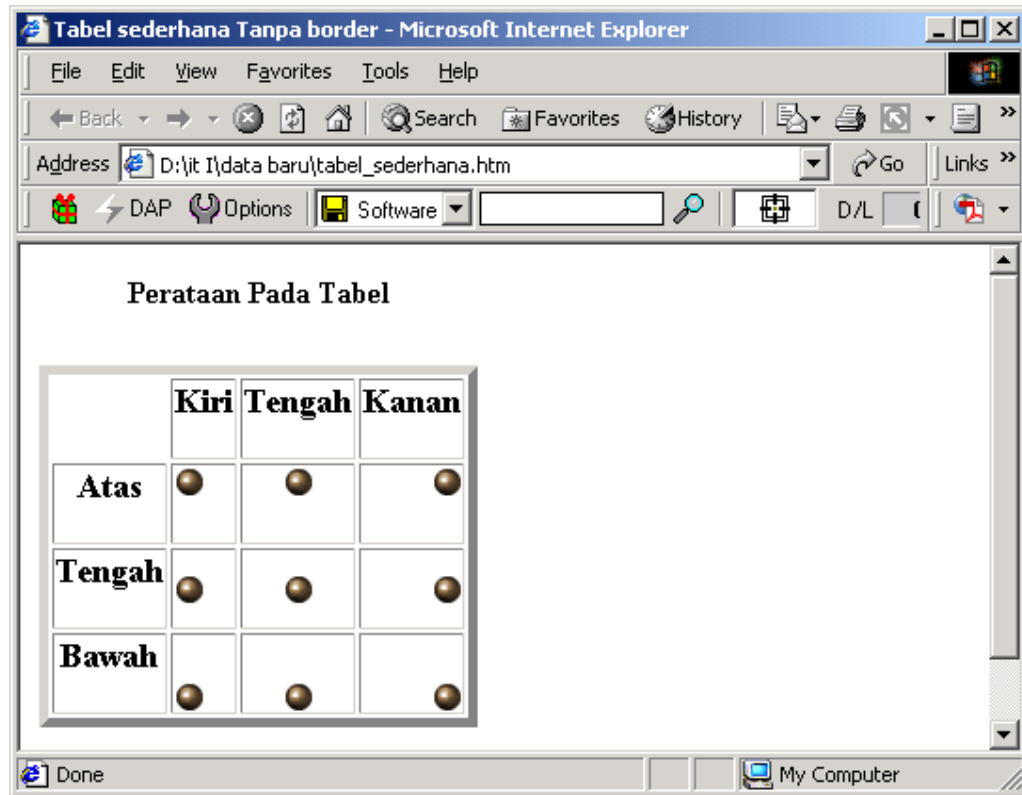 Tabel sederhana Tanpa border - Microsoft Internet Explorer
File Edit View Favorites Tools Help
Back Search Favorites History »
Address D:\it I\data baru\tabel_sederhana.htm Go Links »
DAP Options Software D/L
Perataan Pada Tabel
Kiri Tengah Kanan
Atas
Tengah
Bawah
Done My Computer